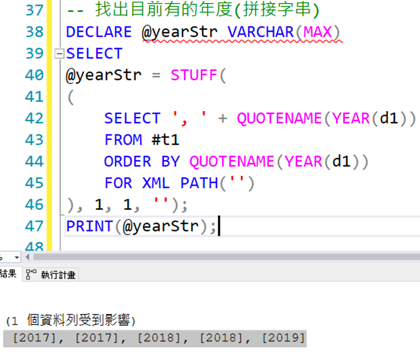 37 -- 找出目前有的年度(拼接字串)
38 DECLARE @yearStr VARCHAR(MAX)
39 SELECT
40 @yearStr = STUFF(
41 (
42 SELECT ', ' + QUOTENAME(YEAR(d1))
43 FROM #t1
44 ORDER BY QUOTENAME(YEAR(d1))
45 FOR XML PATH('')
46 ), 1, 1, '');
47 PRINT(@yearStr);
48
結果 執行計畫
(1 個資料列受到影響)
[2017], [2017], [2018], [2018], [2019]